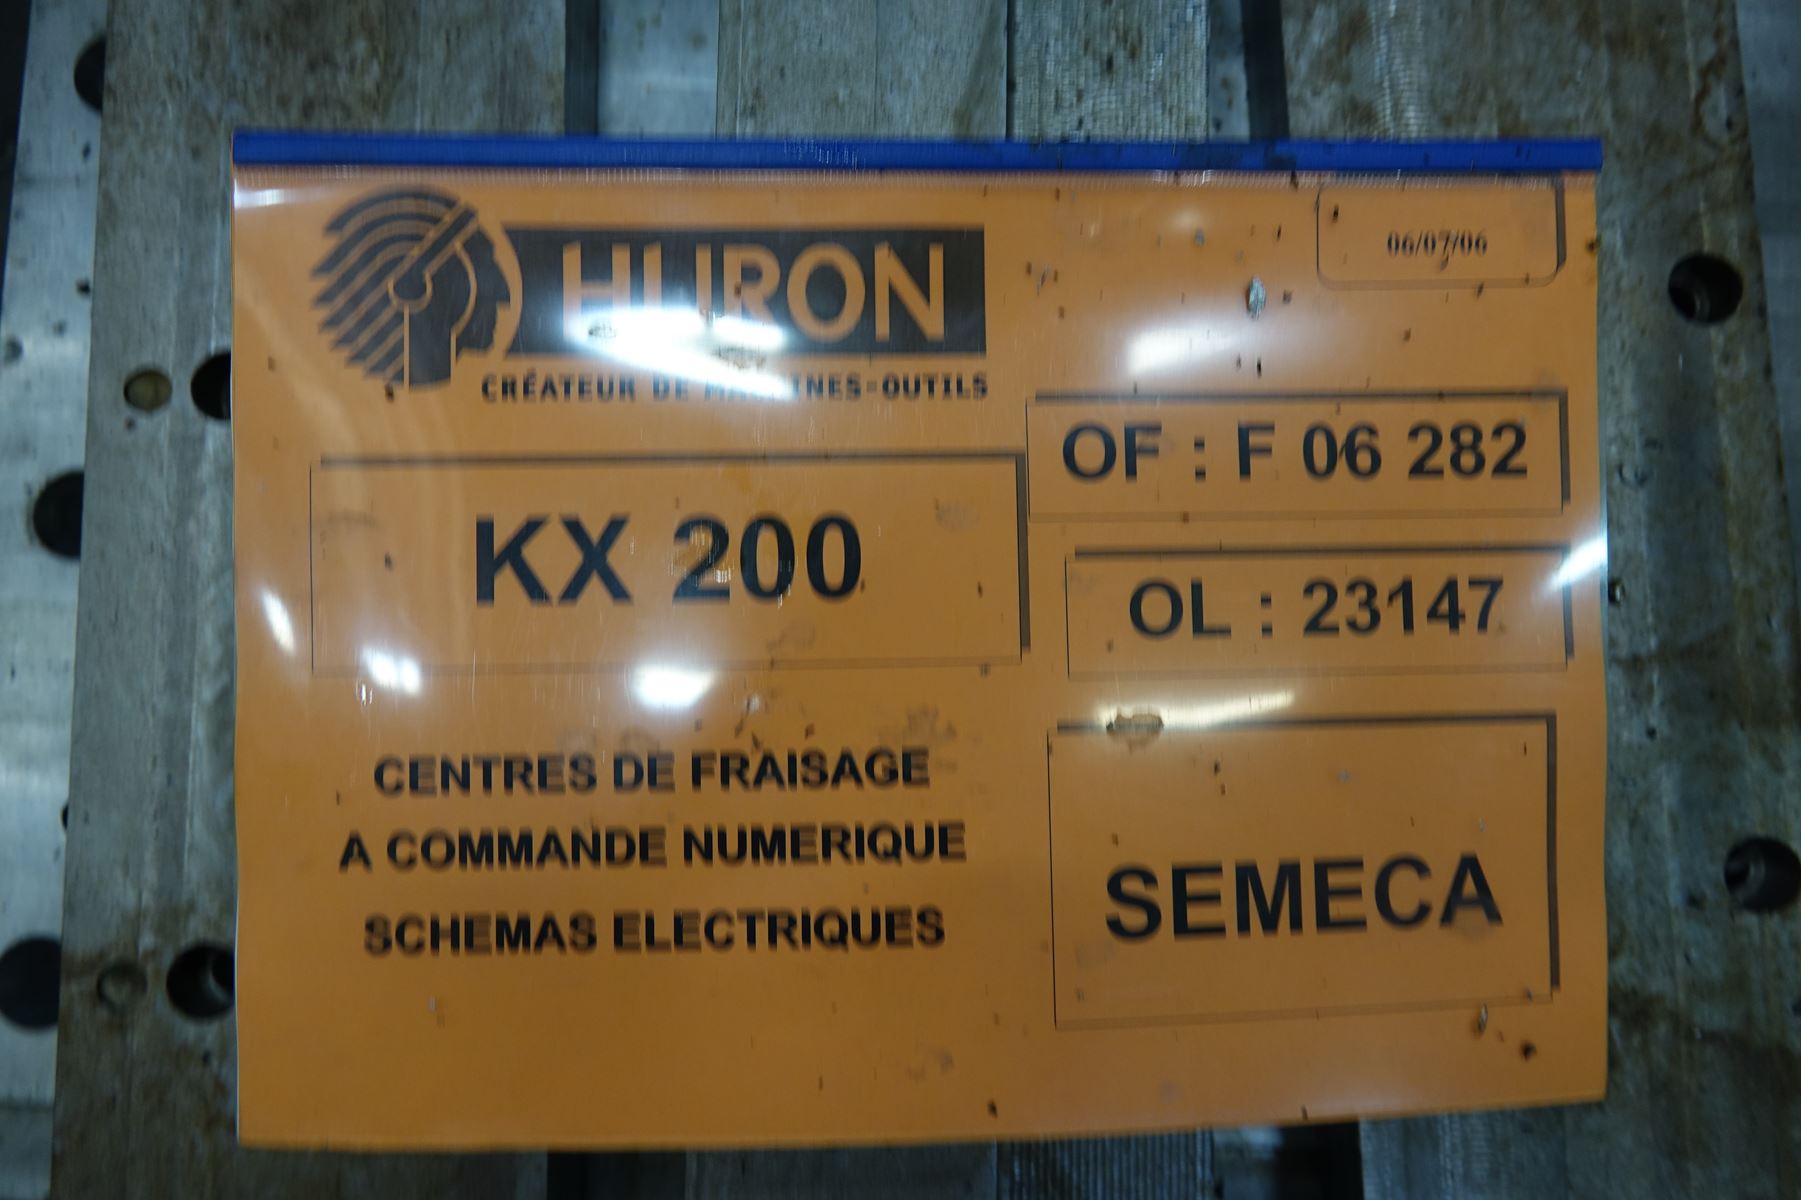 HURON
CRÉATEUR DE MACHINES-OUTILS
06/07/06
OF : F 06 282
KX 200
OL : 23147
CENTRES DE FRAISAGE
A COMMANDE NUMERIQUE
SCHEMAS ELECTRIQUES
SEMECA